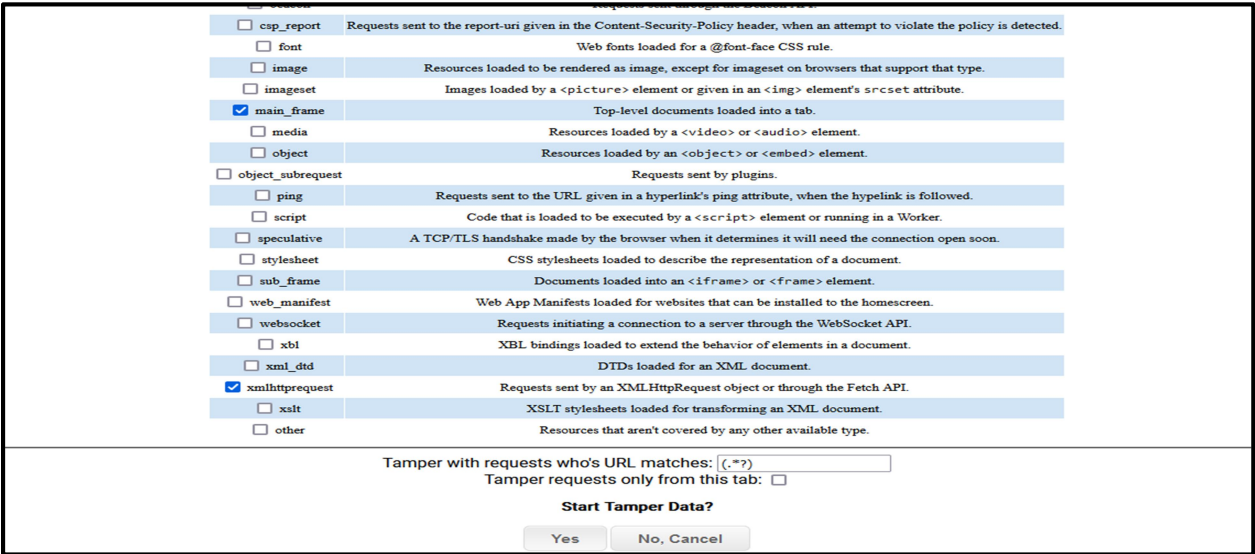 csp_report Requests sent to the report-uri given in the Content-Security-Policy header, when an attempt to violate the policy is detected.
font Web fonts loaded for a @font-face CSS rule.
image Resources loaded to be rendered as image, except for imageset on browsers that support that type.
imageset Images loaded by a <picture> element or given in an <img> element's srcset attribute.
main_frame Top-level documents loaded into a tab.
media Resources loaded by a <video> or <audio> element.
object Resources loaded by an <object> or <embed> element.
object_subrequest Requests sent by plugins.
ping Requests sent to the URL given in a hyperlink's ping attribute, when the hypelink is followed.
script Code that is loaded to be executed by a <script> element or running in a Worker.
speculative A TCP/TLS handshake made by the browser when it determines it will need the connection open soon.
stylesheet CSS stylesheets loaded to describe the representation of a document.
sub_frame Documents loaded into an <iframe> or <frame> element.
web_manifest Web App Manifests loaded for websites that can be installed to the homescreen.
websocket Requests initiating a connection to a server through the WebSocket API.
xbl XBL bindings loaded to extend the behavior of elements in a document.
xml_dtd DTDs loaded for an XML document.
xmlhttprequest Requests sent by an XMLHttpRequest object or through the Fetch API.
xslt XSLT stylesheets loaded for transforming an XML document.
other Resources that aren't covered by any other available type.
Tamper with requests who's URL matches: (.*?)
Tamper requests only from this tab:
Start Tamper Data?
Yes No, Cancel